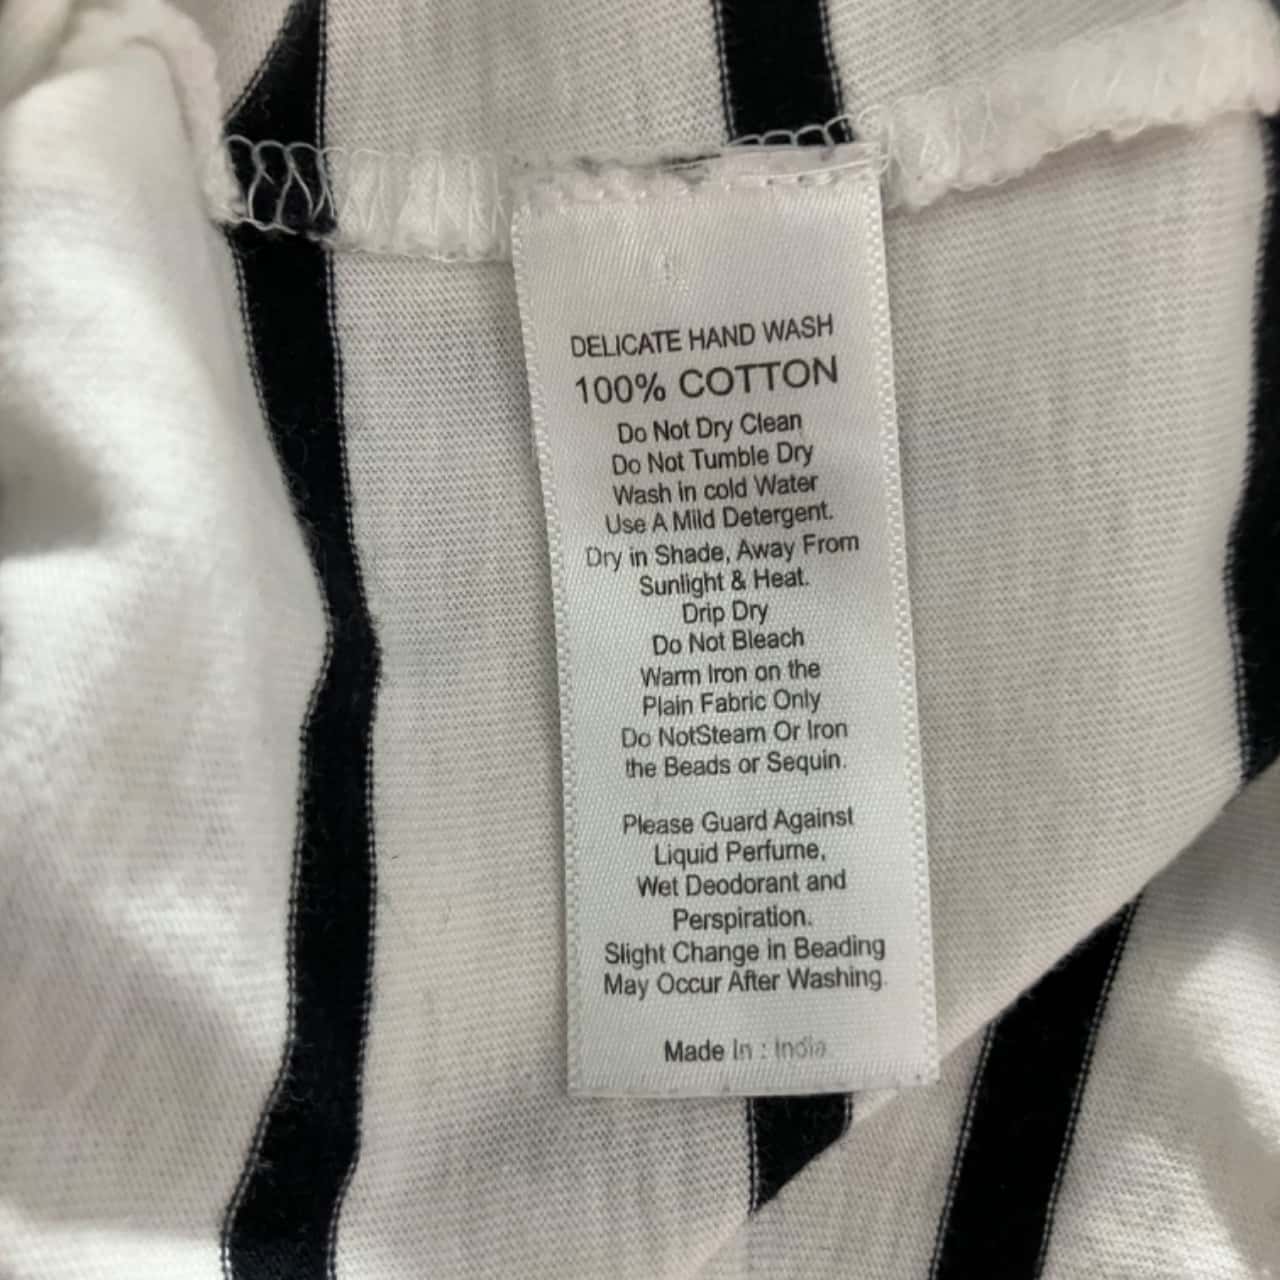 DELICATE HAND WASH
100% COTTON
Do Not Dry Clean
Do Not Tumble Dry
Wash in cold Water
Use A Mild Detergent.
Dry in Shade, Away From
Sunlight & Heat.
Drip Dry
Do Not Bleach
Warm Iron on the
Plain Fabric Only
Do NotSteam Or Iron
the Beads or Sequin.
Please Guard Against
Liquid Perfume,
Wet Deodorant and
Perspiration.
Slight Change in Beading
May Occur After Washing.
Made In : India